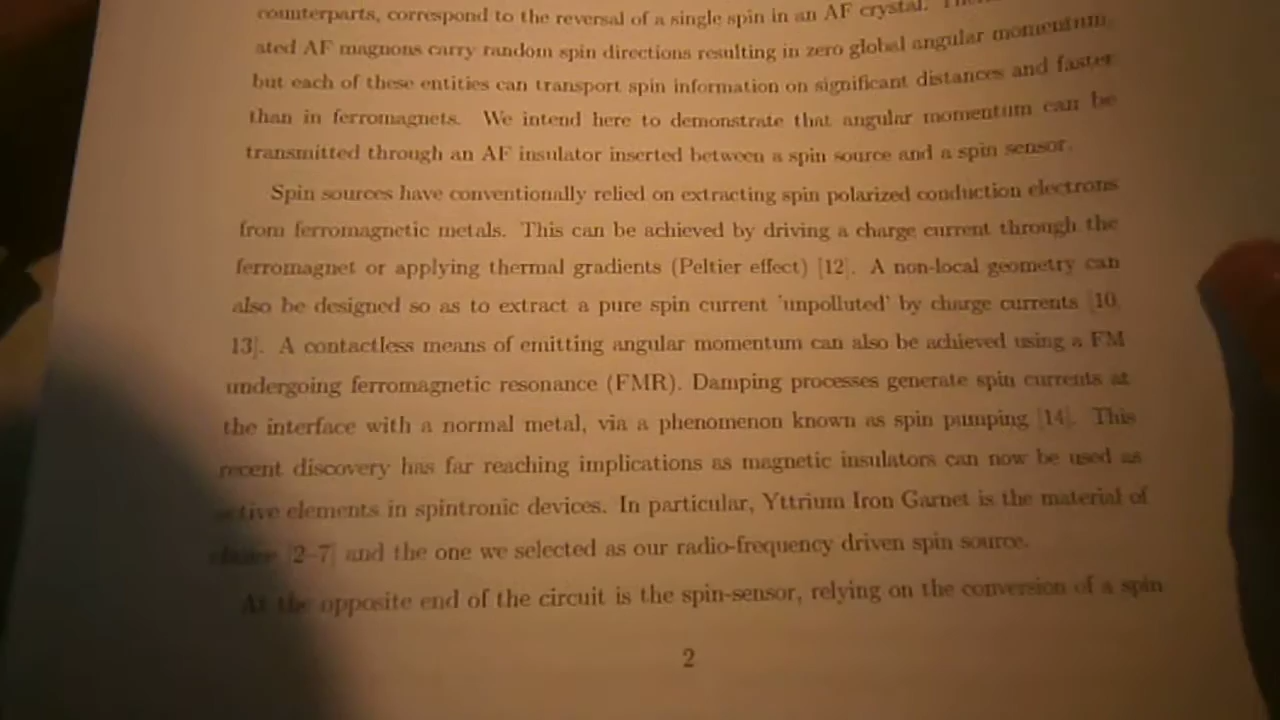 counterparts, correspond to the reversal of a single spin in an AF crystal.
ated AF magnons carry random spin directions resulting in zero global angular momentum,
but each of these entities can transport spin information on significant distances and faster
than in ferromagnets. We intend here to demonstrate that angular momentum can be
transmitted through an AF insulator inserted between a spin source and a spin sensor.
Spin sources have conventionally relied on extracting spin polarized conduction electrons
from ferromagnetic metals. This can be achieved by driving a charge current through the
ferromagnet or applying thermal gradients (Peltier effect) [12]. A non-local geometry can
also be designed so as to extract a pure spin current 'unpolluted' by charge currents [10,
13]. A contactless means of emitting angular momentum can also be achieved using a FM
undergoing ferromagnetic resonance (FMR). Damping processes generate spin currents at
the interface with a normal metal, via a phenomenon known as spin pumping [14]. This
recent discovery has far reaching implications as magnetic insulators can now be used as
elements in spintronic devices. In particular, Yttrium Iron Garnet is the material of
[2–7] and the one we selected as our radio-frequency driven spin source.
At the opposite end of the circuit is the spin-sensor, relying on the conversion of a spin
2